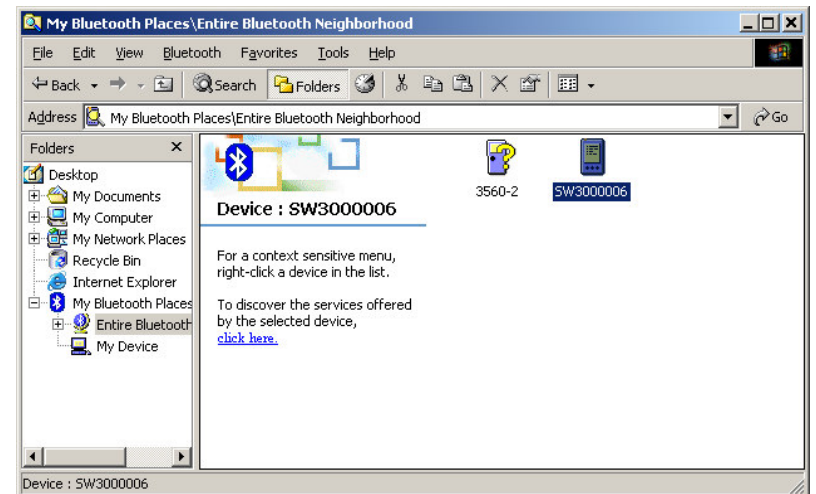 My Bluetooth Places\Entire Bluetooth Neighborhood
File Edit View Bluetooth Favorites Tools Help
Back Search Folders Go
Address My Bluetooth Places\Entire Bluetooth Neighborhood
Folders
Desktop
My Documents
My Computer
My Network Places
Recycle Bin
Internet Explorer
My Bluetooth Places
Entire Bluetooth
My Device
Device : SW3000006
For a context sensitive menu,
right-click a device in the list.
To discover the services offered
by the selected device,
click here.
3560-2
SW3000006
Device : SW3000006